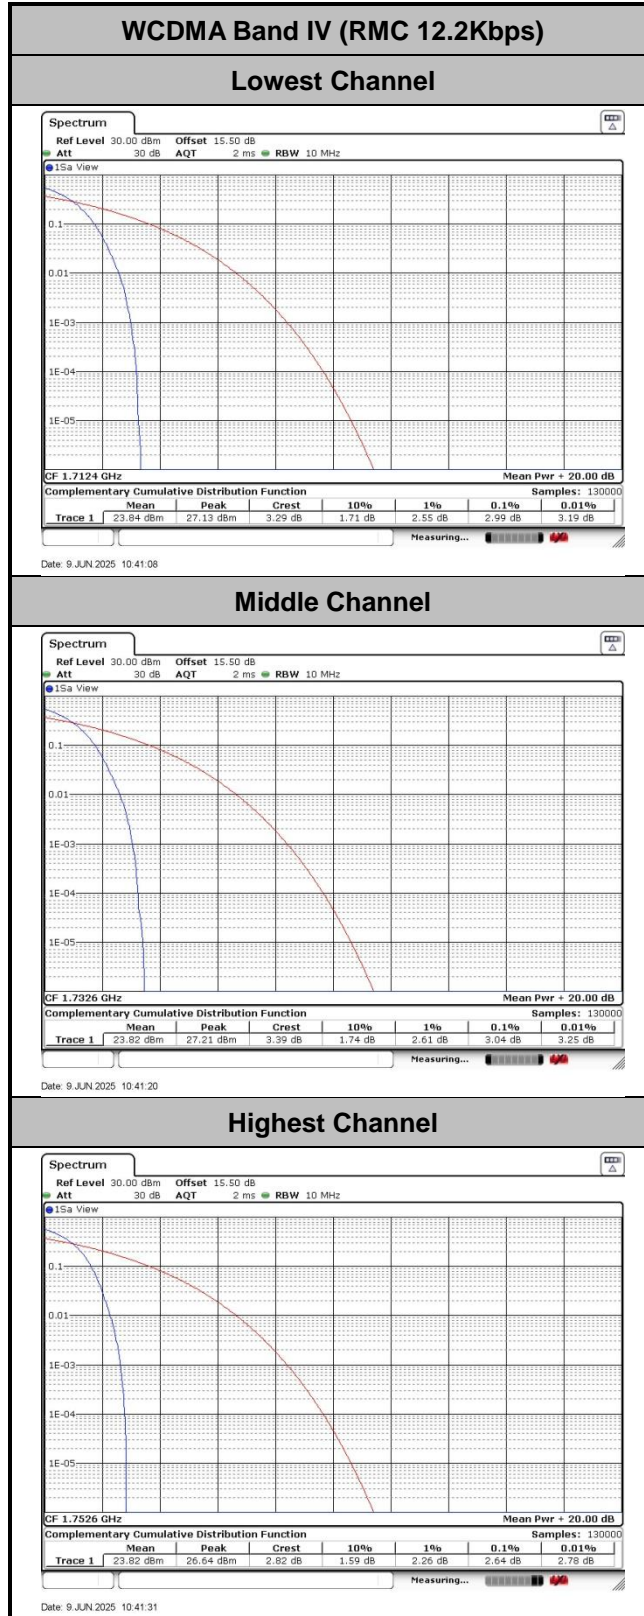 WCDMA Band IV (RMC 12.2Kbps)
Lowest Channel
Spectrum
Ref Level 30.00 dBm Offset 15.50 dB
Att 30 dB AQT 2 ms RBW 10 MHz
1Sa View
0.1
0.01
1E-03
1E-04
1E-05
CF 1.7124 GHz Mean Pwr + 20.00 dB
Complementary Cumulative Distribution Function Samples: 130000
Mean Peak Crest 10% 1% 0.1% 0.01%
Trace 1 23.84 dBm 27.13 dBm 3.29 dB 1.71 dB 2.55 dB 2.99 dB 3.19 dB
Measuring...
Date: 9.JUN.2025 10:41:08
Middle Channel
Spectrum
Ref Level 30.00 dBm Offset 15.50 dB
Att 30 dB AQT 2 ms RBW 10 MHz
1Sa View
0.1
0.01
1E-03
1E-04
1E-05
CF 1.7326 GHz Mean Pwr + 20.00 dB
Complementary Cumulative Distribution Function Samples: 130000
Mean Peak Crest 10% 1% 0.1% 0.01%
Trace 1 23.82 dBm 27.21 dBm 3.39 dB 1.74 dB 2.61 dB 3.04 dB 3.25 dB
Measuring...
Date: 9.JUN.2025 10:41:20
Highest Channel
Spectrum
Ref Level 30.00 dBm Offset 15.50 dB
Att 30 dB AQT 2 ms RBW 10 MHz
1Sa View
0.1
0.01
1E-03
1E-04
1E-05
CF 1.7526 GHz Mean Pwr + 20.00 dB
Complementary Cumulative Distribution Function Samples: 130000
Mean Peak Crest 10% 1% 0.1% 0.01%
Trace 1 23.82 dBm 26.64 dBm 2.82 dB 1.59 dB 2.26 dB 2.64 dB 2.78 dB
Measuring...
Date: 9.JUN.2025 10:41:31